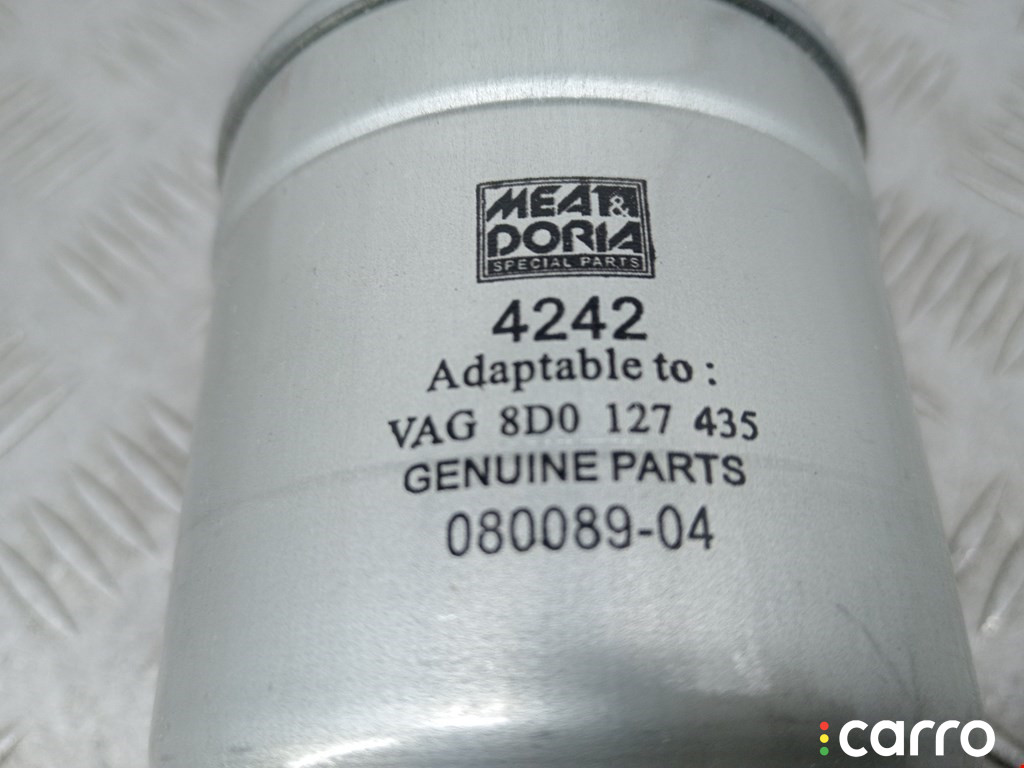 MEAT &
DORIA
SPECIAL PARTS
4242
Adaptable to :
VAG 8D0 127 435
GENUINE PARTS
080089-04
carro